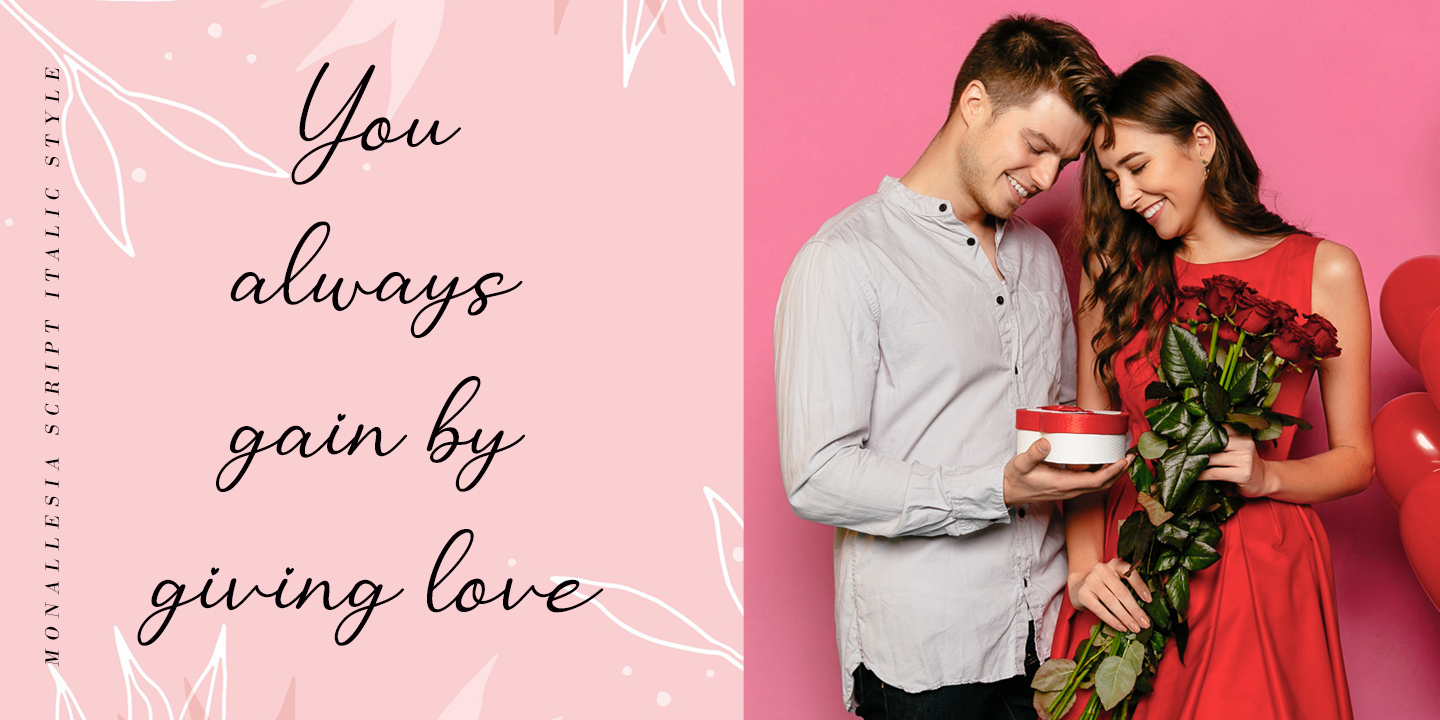 MONALLESIA SCRIPT ITALIC STYLE
You
always
gain by
giving love